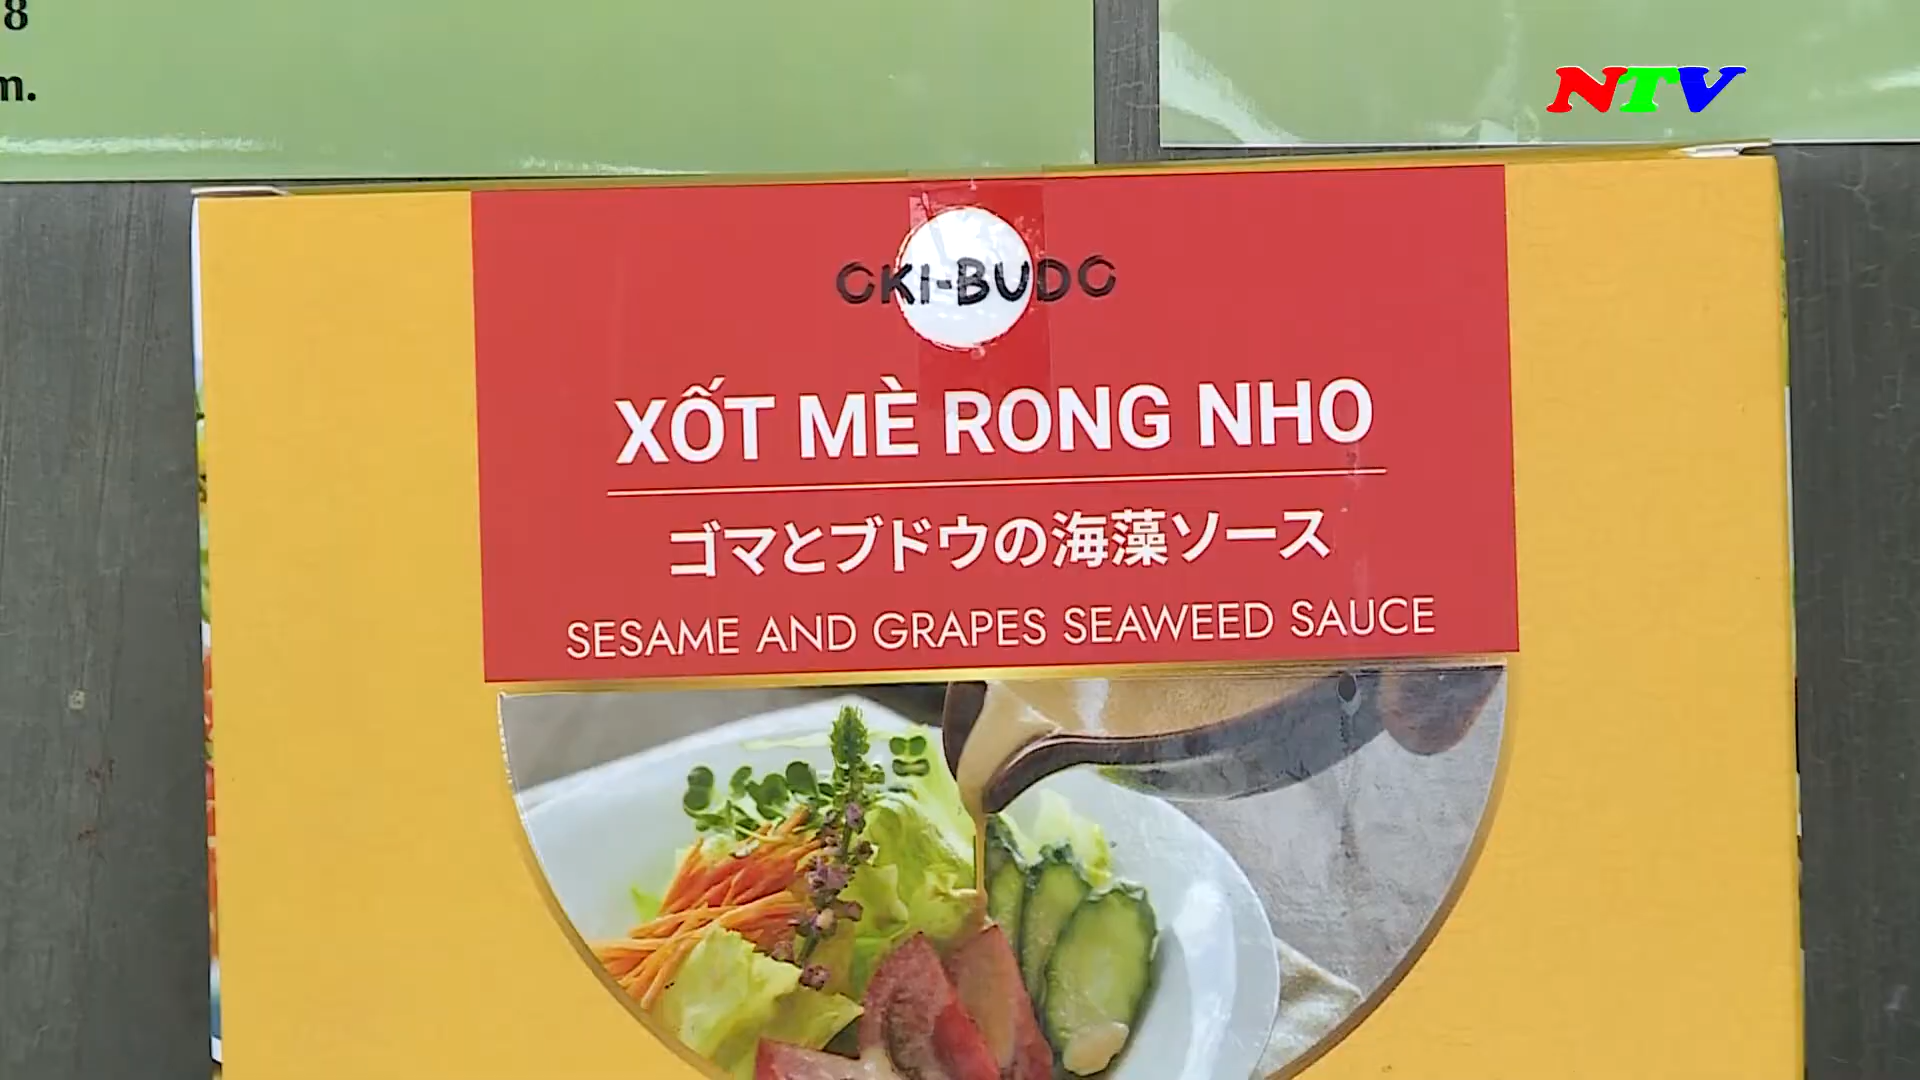 8
m.
NTV
OKI-BUDO
XỐT MÈ RONG NHO
ゴマとブドウの海藻ソース
SESAME AND GRAPES SEAWEED SAUCE